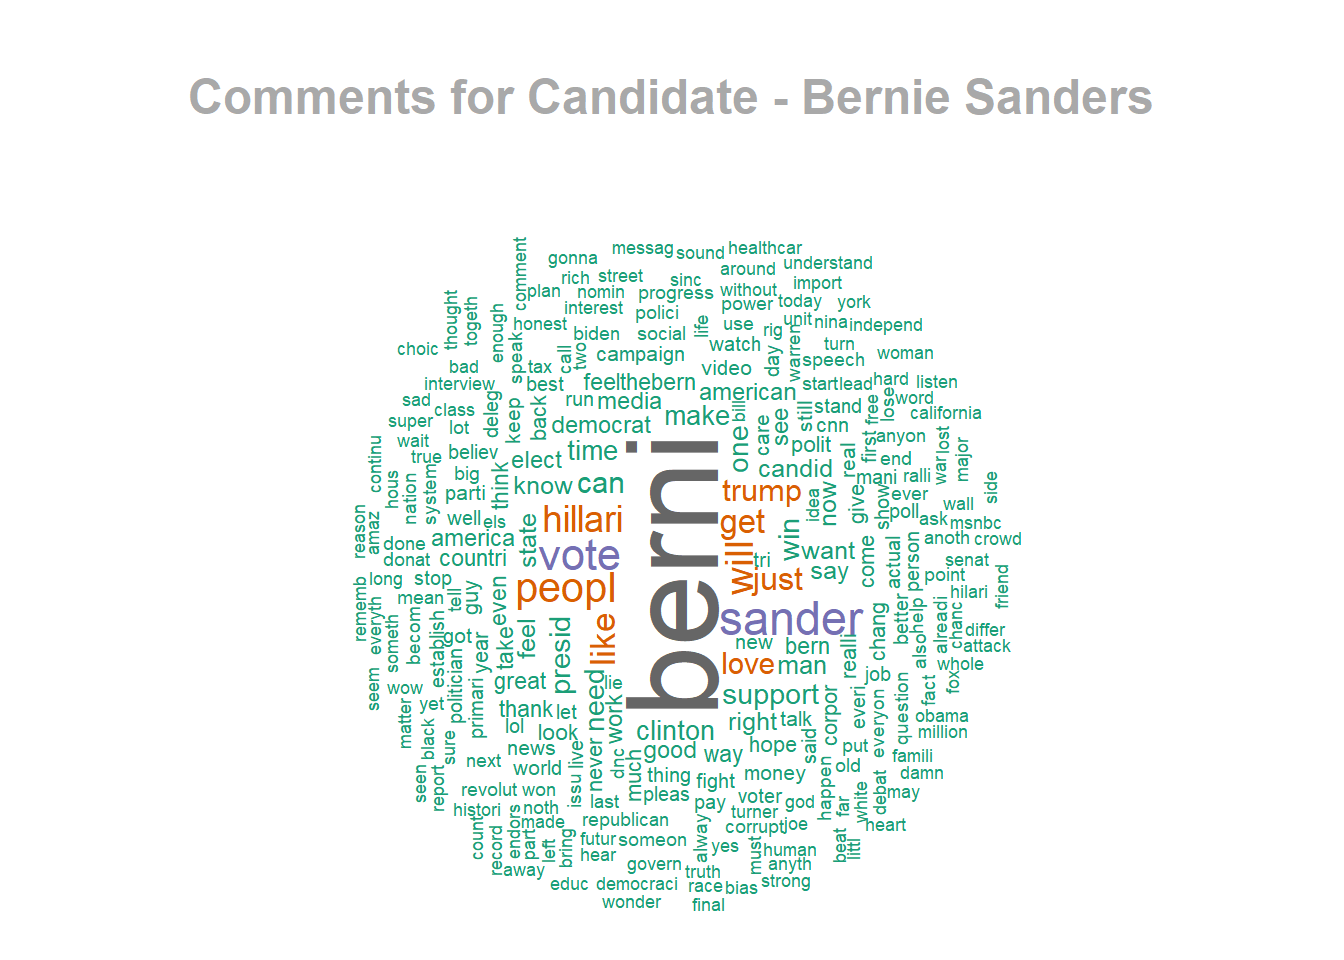 Comments for Candidate - Bernie Sanders
messag
sound
healthcar
gonna
comment
around
understand
rich
street
sinc
import
plan
nomin
progress
without
today
york
thought
togeth
interest
polici
power
unit
nina
independ
enough
honest
biden
social
life
use
rig
choic
speak
call
two
campaign
watch
day
warren
turn
woman
bad
tax
feelthebern
video
speech
interview
best
run
media
american
start
lead
hard
listen
sad
class
deleg
keep
back
democrat
make
bill
still
stand
free
lose
word
california
super
lot
one
care
see
cnn
first
anyon
lost
wait
true
believ
elect
time
berni
polit
real
end
war
major
continu
big
think
know
can
candid
mani
ralli
side
hous
nation
system
parti
trump
idea
now
give
show
ever
wall
reason
amaz
well
els
hillari
get
win
poll
ask
msnbc
done
america
state
vote
will
tri
want
come
actual
person
anoth
crowd
donat
countri
peopl
just
say
point
senat
long
stop
guy
even
hilari
friend
rememb
mean
tell
sander
chang
better
also
help
alreadi
chanc
differ
everyth
someth
becom
establish
got
year
take
feel
presid
like
new
bern
realli
attack
seem
wow
politician
primari
great
lie
love
man
job
fact
fox
whole
yet
matter
thank
let
need
work
support
corpor
everi
everyon
question
obama
black
sure
lol
look
clinton
right
talk
said
put
million
news
never
dnc
much
good
way
hope
famili
next
world
issu
live
thing
fight
money
happen
old
debat
damn
seen
report
revolut
won
last
pleas
pay
voter
god
far
white
may
histori
noth
made
republican
turner
corrupt
joe
heart
count
record
endors
part
left
bring
futur
someon
alway
yes
must
human
beat
littl
away
hear
govern
truth
anyth
educ
democraci
race
bias
strong
wonder
final